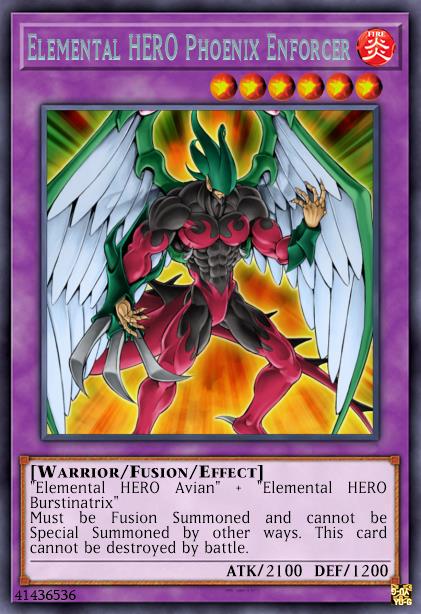 Elemental HERO Phoenix Enforcer
FIRE
炎
[Warrior/Fusion/Effect]
"Elemental HERO Avian" + "Elemental HERO
Burstinatrix"
Must be Fusion Summoned and cannot be
Special Summoned by other ways. This card
cannot be destroyed by battle.
ATK/2100 DEF/1200
41436536